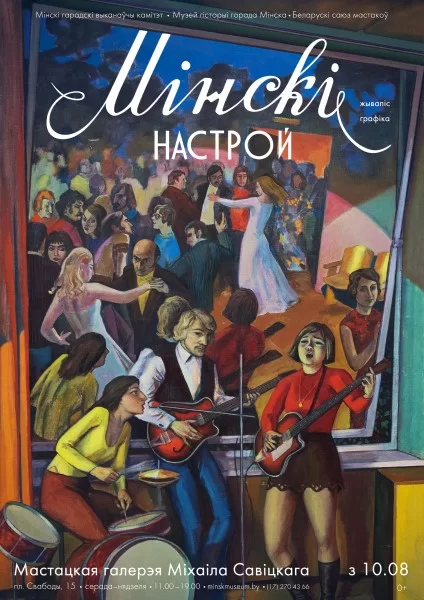 Мінскі гарадскі выканаўчы камітэт • Музей гісторыі горада Мінска • Беларускі саюз мастакоў
Мінскі
жывапіс
графіка
НАСТРОЙ
Мастацкая галерэя Міхаіла Савіцкага з 10.08
пл. Свабоды, 15 • серада–нядзеля • 11.00–19.00 • minskmuseum.by • (17) 270 43 66 0+